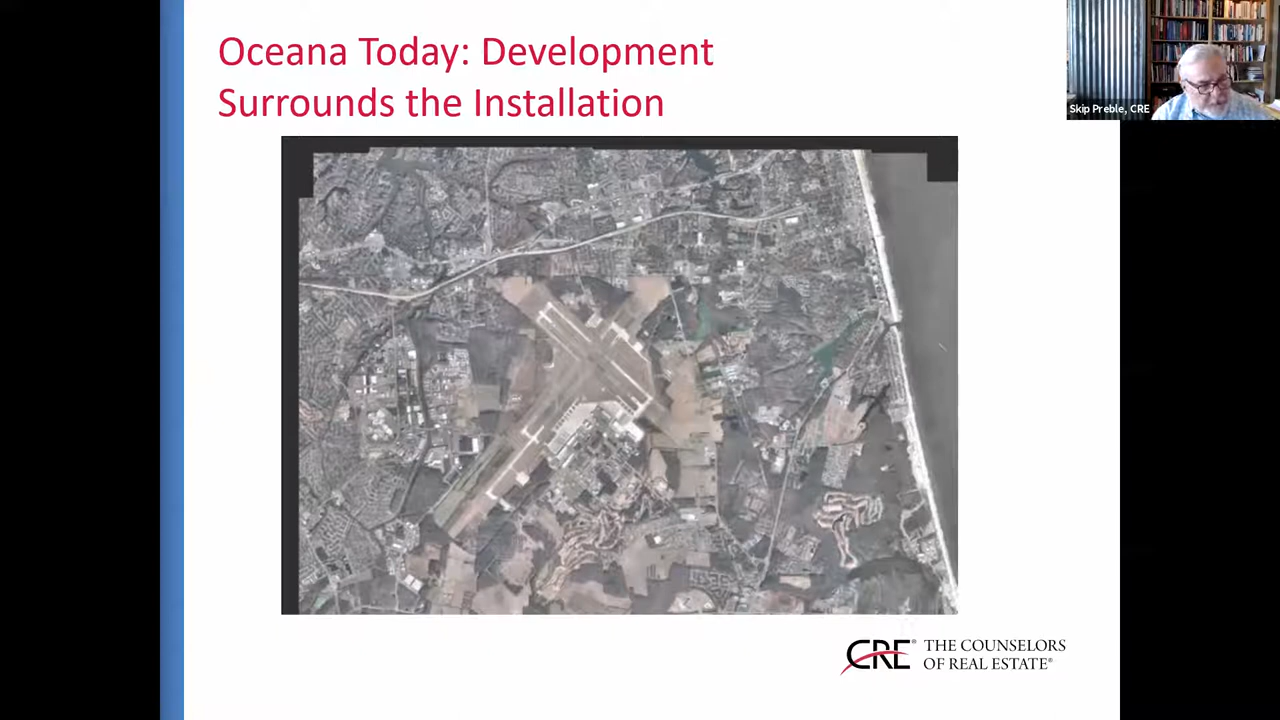 Oceana Today: Development
Surrounds the Installation
Skip Preble, CRE
CRE® THE COUNSELORS
OF REAL ESTATE®